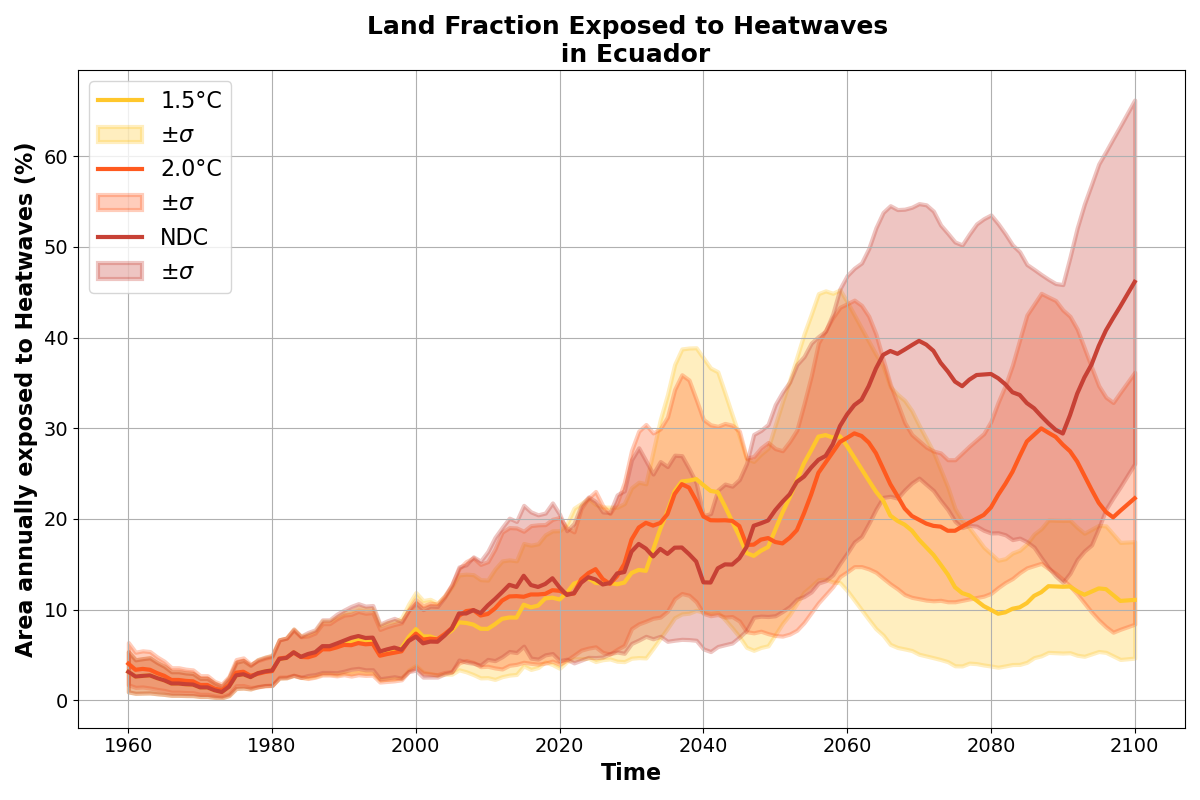 Land Fraction Exposed to Heatwaves
in Ecuador
Area annually exposed to Heatwaves (%)
60
50
40
30
20
10
0
1.5°C
±σ
2.0°C
±σ
NDC
±σ
1960
1980
2000
2020
2040
2060
2080
2100
Time